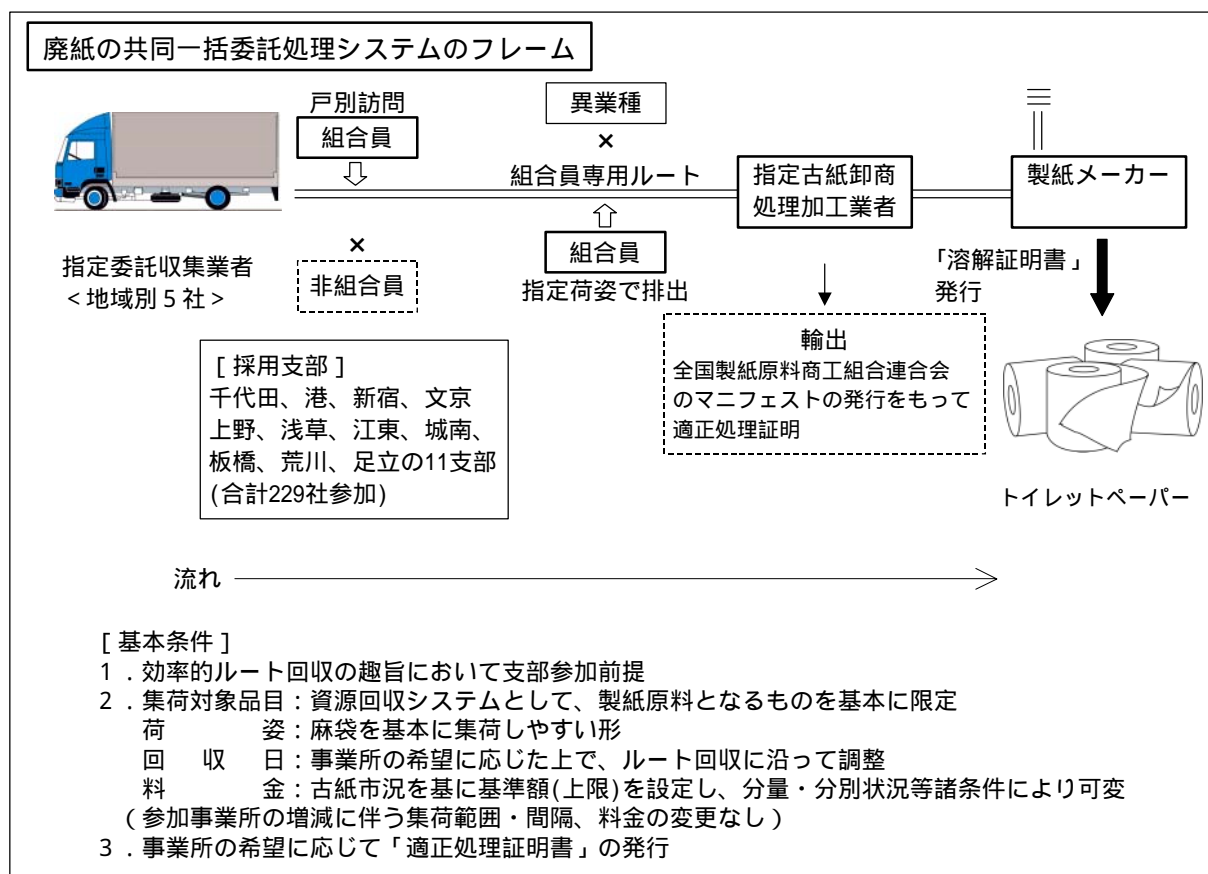 廃紙の共同一括委託処理システムのフレーム
戸別訪問
組合員
異業種
×
組合員専用ルート
指定古紙卸商
処理加工業者
製紙メーカー
×
非組合員
組合員
指定荷姿で排出
指定委託収集業者
<地域別5社>
「溶解証明書」
発行
輸出
全国製紙原料商工組合連合会
のマニフェストの発行をもって
適正処理証明
[採用支部]
千代田、港、新宿、文京
上野、浅草、江東、城南、
板橋、荒川、足立の11支部
(合計229社参加)
トイレットペーパー
流れ
[基本条件]
1.効率的ルート回収の趣旨において支部参加前提
2.集荷対象品目:資源回収システムとして、製紙原料となるものを基本に限定
荷 姿:麻袋を基本に集荷しやすい形
回 収 日:事業所の希望に応じた上で、ルート回収に沿って調整
料 金:古紙市況を基に基準額(上限)を設定し、分量・分別状況等諸条件により可変
(参加事業所の増減に伴う集荷範囲・間隔、料金の変更なし)
3.事業所の希望に応じて「適正処理証明書」の発行